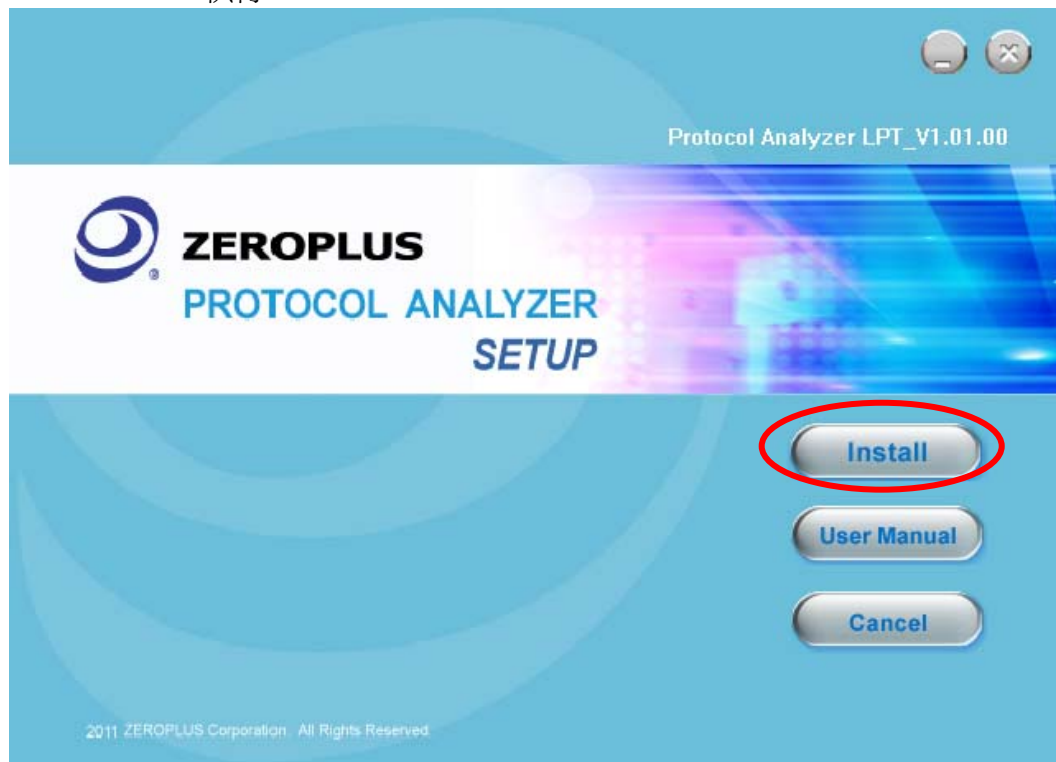 Protocol Analyzer LPT_V1.01.00
ZEROPLUS
®
PROTOCOL ANALYZER
SETUP
Install
User Manual
Cancel
2011 ZEROPLUS Corporation. All Rights Reserved